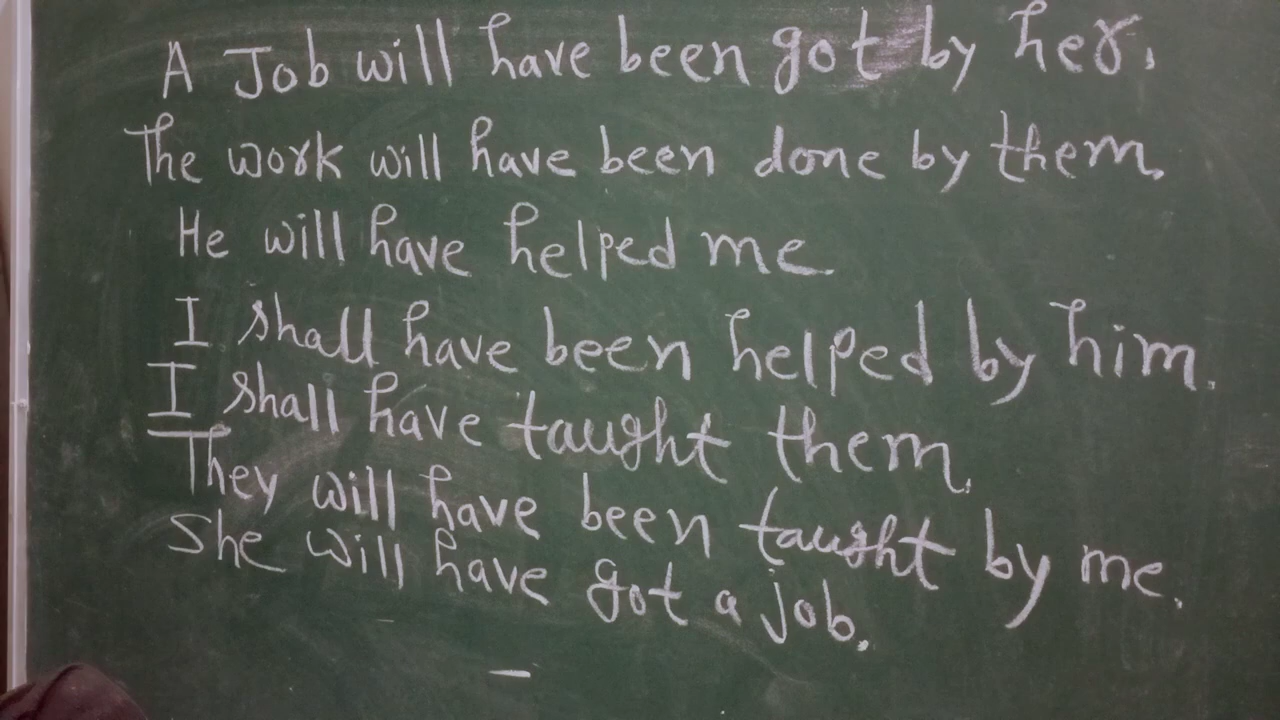 A Job will have been got by her.
The work will have been done by them.
He will have helped me
I shall have been helped by him.
I shall have taught them.
They will have been taught by me.
She will have got a job.